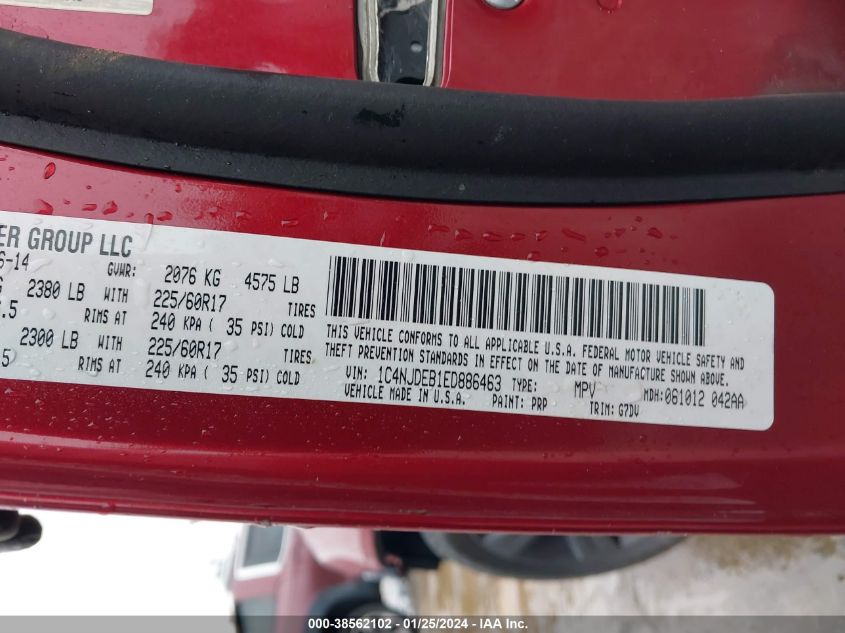 ER GROUP LLC
6-14 GVWR: 2076 KG 4575 LB
2380 LB WITH 225/60R17 TIRES
.5 RIMS AT 240 KPA ( 35 PSI) COLD
2300 LB WITH 225/60R17 TIRES
5 RIMS AT 240 KPA ( 35 PSI) COLD
THIS VEHICLE CONFORMS TO ALL APPLICABLE U.S.A. FEDERAL MOTOR VEHICLE SAFETY AND
THEFT PREVENTION STANDARDS IN EFFECT ON THE DATE OF MANUFACTURE SHOWN ABOVE.
VIN: 1C4NJDEB1ED886463 TYPE: MPV MDH:061012 042AA
VEHICLE MADE IN U.S.A. PAINT: PRP TRIM: G7DV
000-38562102 - 01/25/2024 - IAA Inc.